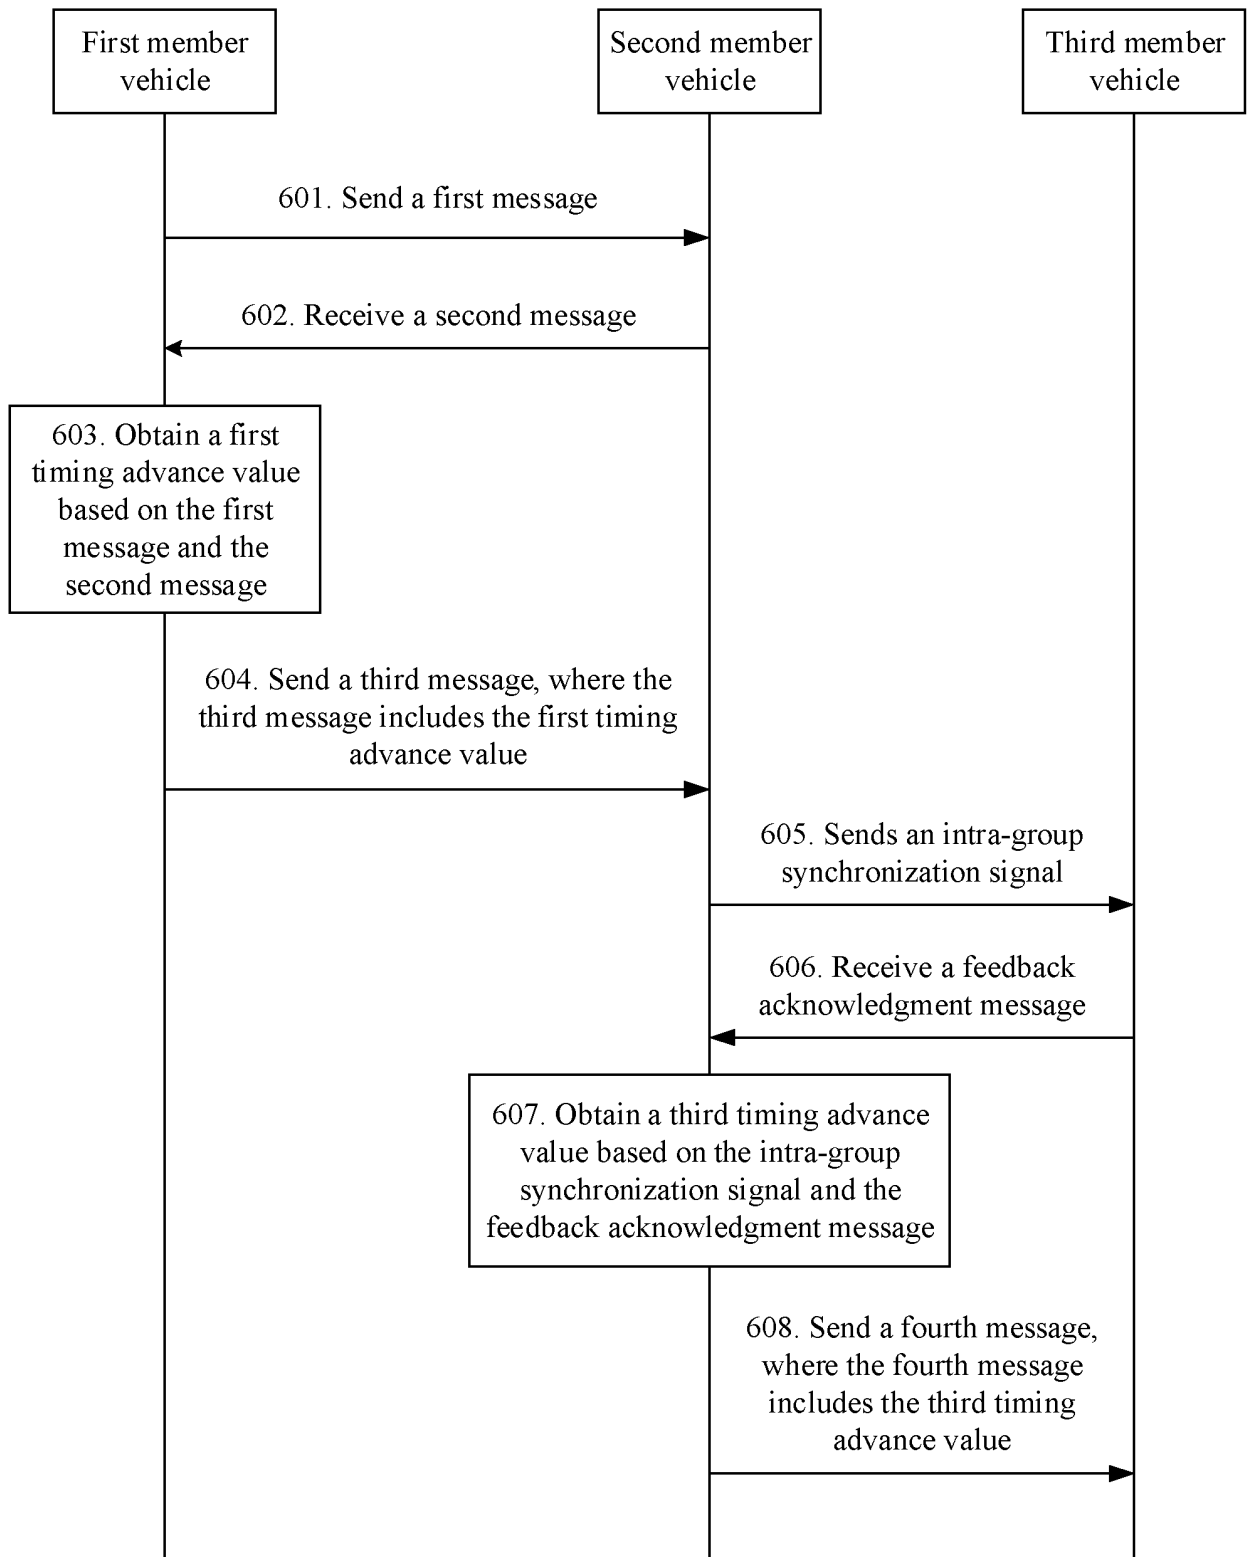 First member
vehicle
Second member
vehicle
Third member
vehicle
601. Send a first message
602. Receive a second message
603. Obtain a first
timing advance value
based on the first
message and the
second message
604. Send a third message, where the
third message includes the first timing
advance value
605. Sends an intra-group
synchronization signal
606. Receive a feedback
acknowledgment message
607. Obtain a third timing advance
value based on the intra-group
synchronization signal and the
feedback acknowledgment message
608. Send a fourth message,
where the fourth message
includes the third timing
advance value